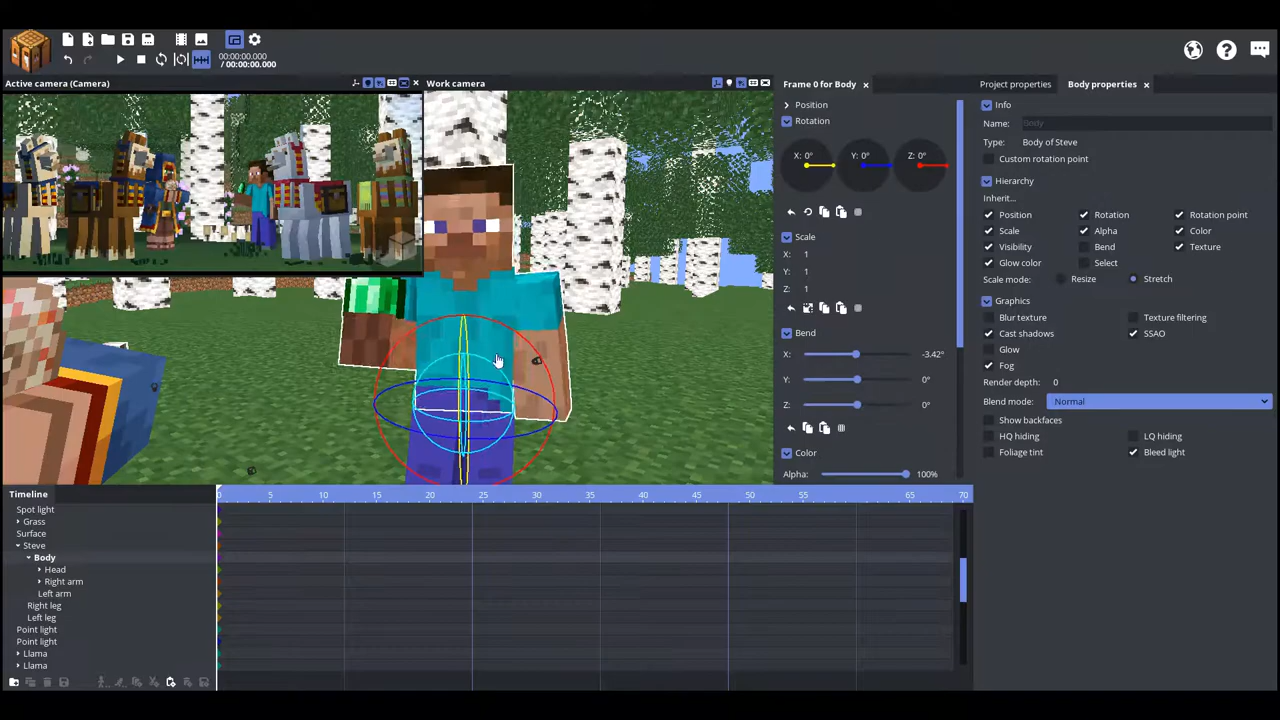 00:00:00.000
/ 00:00:00.000
Active camera (Camera)
Work camera
Frame 0 for Body
Position
Rotation
X: 0° Y: 0° Z: 0°
Scale
X: 1
Y: 1
Z: 1
Bend
X: -3.42°
Y: 0°
Z: 0°
Color
Alpha: 100%
Project properties Body properties
Info
Name: Body
Type: Body of Steve
Custom rotation point
Hierarchy
Inherit...
Position Rotation Rotation point
Scale Alpha Color
Visibility Bend Texture
Glow color Select
Scale mode: Resize Stretch
Graphics
Blur texture Texture filtering
Cast shadows SSAO
Glow
Fog
Render depth: 0
Blend mode: Normal
Show backfaces
HQ hiding LQ hiding
Foliage tint Bleed light
Timeline
0 5 10 15 20 25 30 35 40 45 50 55 65 70
Spot light
Grass
Surface
Steve
Body
Head
Right arm
Left arm
Right leg
Left leg
Point light
Point light
Llama
Llama